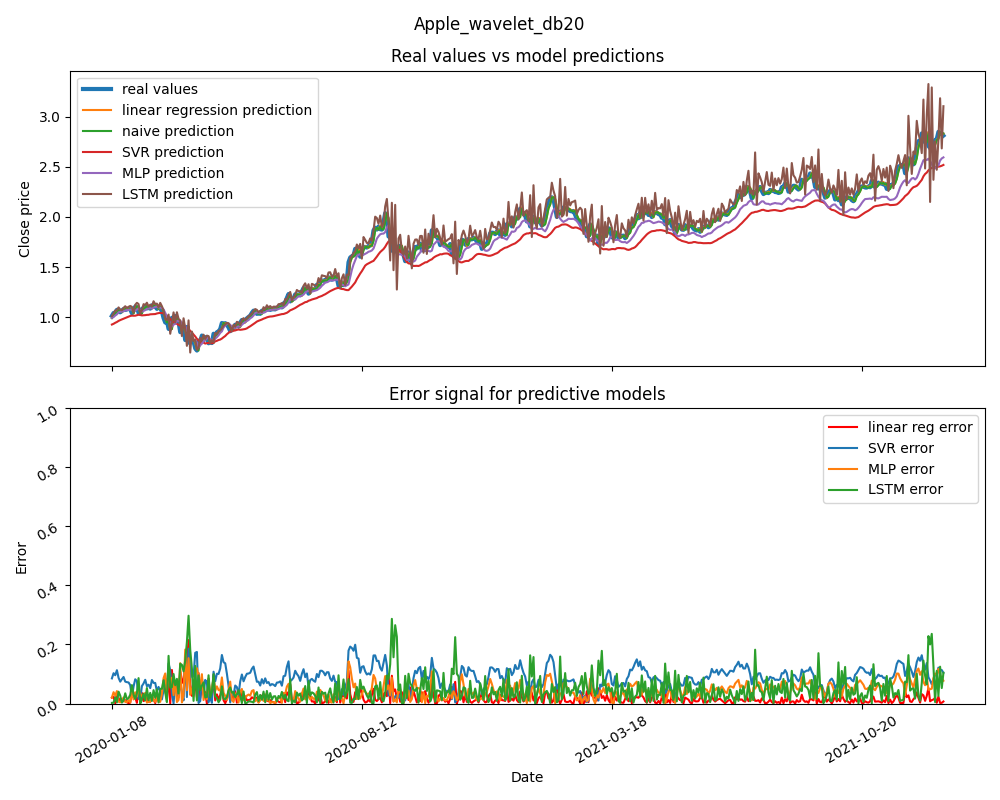 Apple_wavelet_db20
Real values vs model predictions
real values
linear regression prediction
naive prediction
SVR prediction
MLP prediction
LSTM prediction
Close price
3.0
2.5
2.0
1.5
1.0
Error signal for predictive models
linear reg error
SVR error
MLP error
LSTM error
Error
1.0
0.8
0.6
0.4
0.2
0.0
2020-01-08
2020-08-12
2021-03-18
2021-10-20
Date